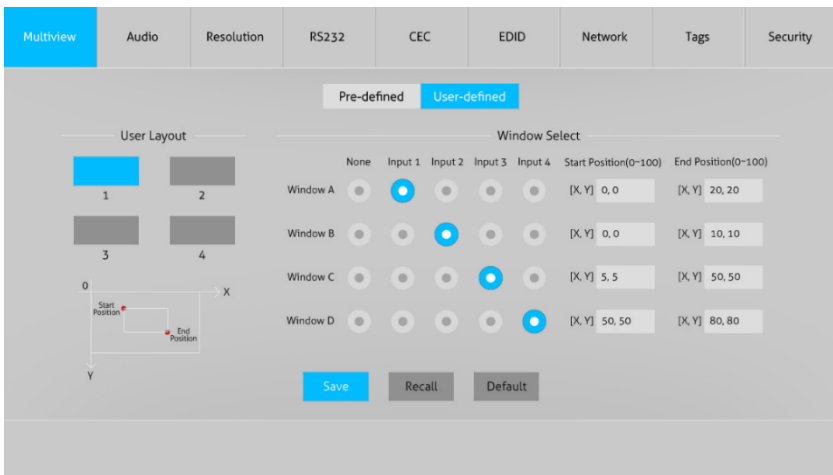 Multiview Audio Resolution RS232 CEC EDID Network Tags Security
Pre-defined User-defined
User Layout
1 2
3 4
0
X
Start
Position
End
Position
Y
Window Select
None Input 1 Input 2 Input 3 Input 4 Start Position(0~100) End Position(0~100)
Window A [X, Y] 0, 0 [X, Y] 20, 20
Window B [X, Y] 0, 0 [X, Y] 10, 10
Window C [X, Y] 5, 5 [X, Y] 50, 50
Window D [X, Y] 50, 50 [X, Y] 80, 80
Save Recall Default